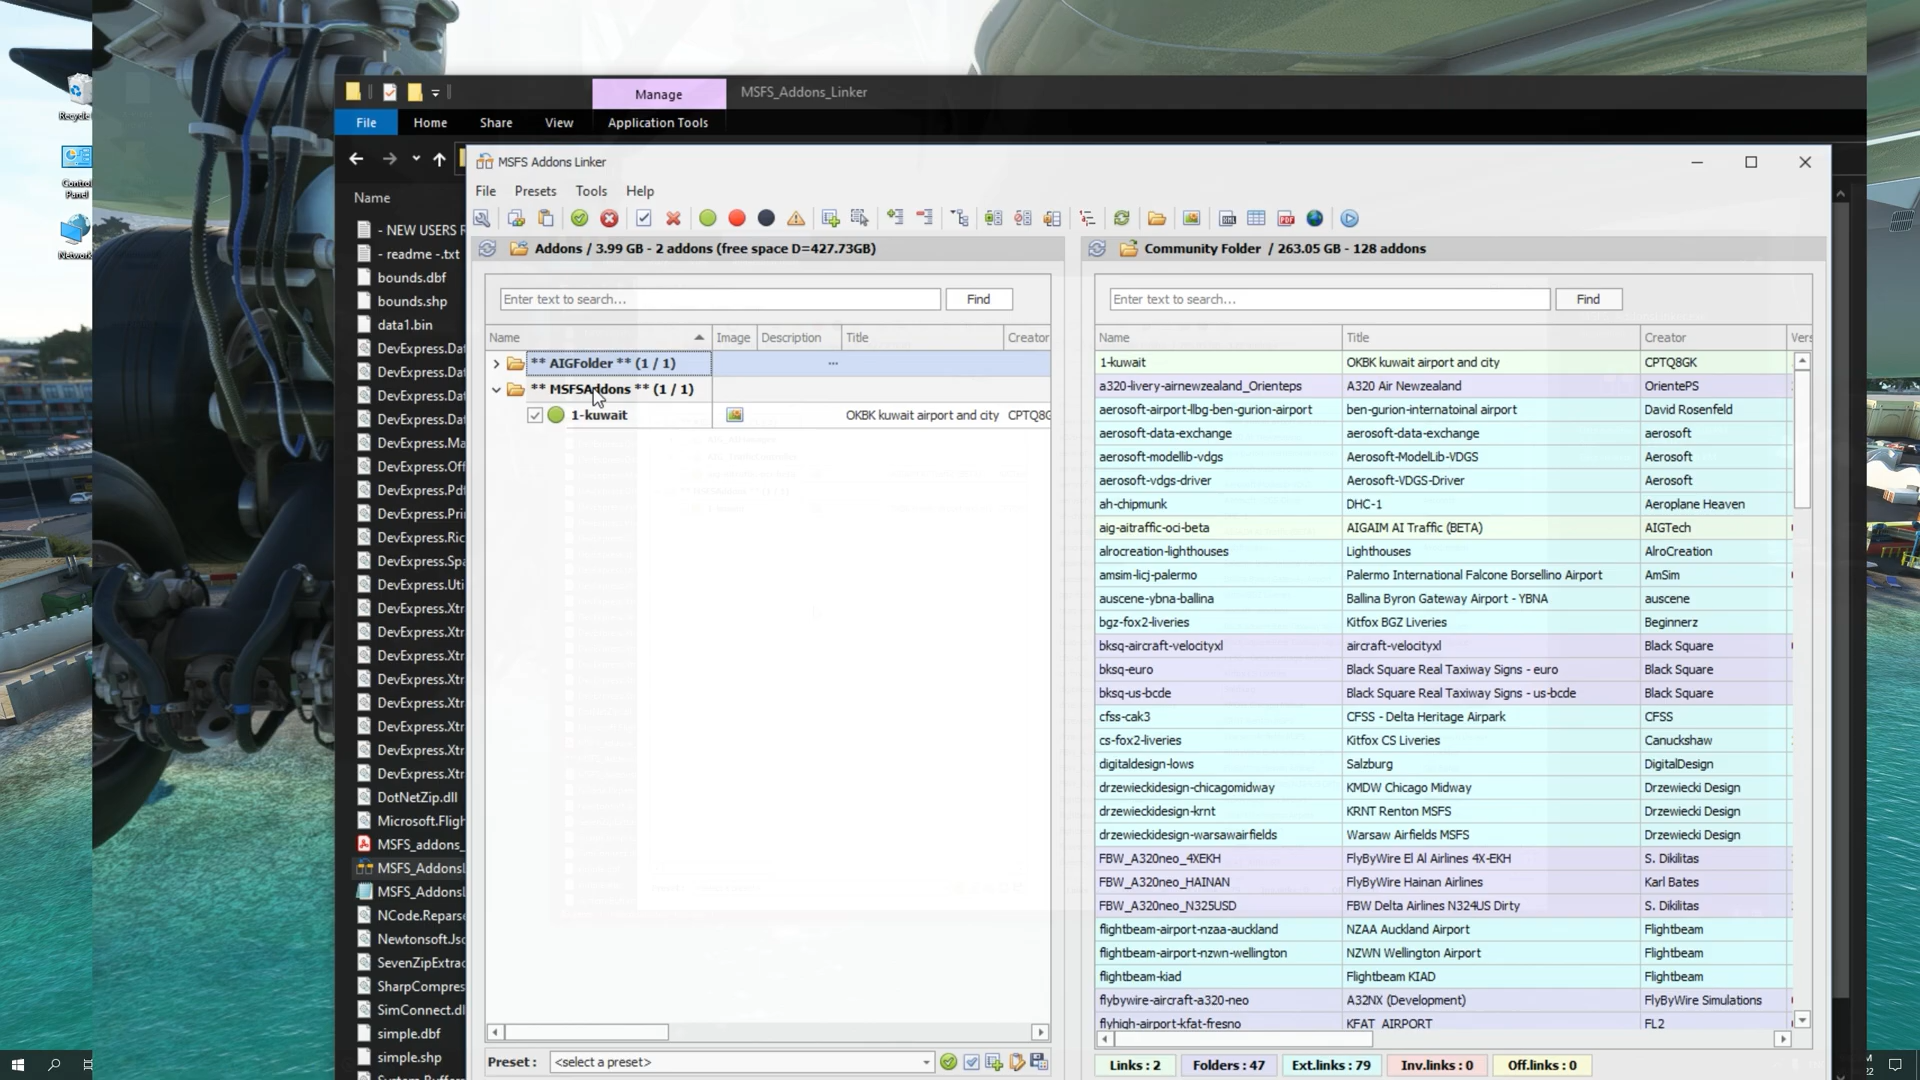 Recycle
Control
Panel
Network
Manage
MSFS_Addons_Linker
File
Home
Share
View
Application Tools
Name
- NEW USERS
- readme -.txt
bounds.dbf
bounds.shp
data1.bin
DevExpress.Dat
DevExpress.Dat
DevExpress.Dat
DevExpress.Dat
DevExpress.Ma
DevExpress.Off
DevExpress.Pdf
DevExpress.Prin
DevExpress.Ric
DevExpress.Spa
DevExpress.Uti
DevExpress.Xtr
DevExpress.Xtr
DevExpress.Xtr
DevExpress.Xtr
DevExpress.Xtr
DevExpress.Xtr
DevExpress.Xtr
DevExpress.Xtr
DotNetZip.dll
Microsoft.Fligh
MSFS_addons_
MSFS_AddonsL
MSFS_AddonsL
NCode.Reparse
Newtonsoft.Jso
SevenZipExtrac
SharpCompres
SimConnect.dl
simple.dbf
simple.shp
MSFS Addons Linker
File Presets Tools Help
Addons / 3.99 GB - 2 addons (free space D=427.73GB)
Enter text to search...
Find
Name Image Description Title Creator
** AIGFolder ** (1 / 1) ...
** MSFSAddons ** (1 / 1)
1-kuwait OKBK kuwait airport and city CPTQ8G
Preset : <select a preset>
Community Folder / 263.05 GB - 128 addons
Enter text to search...
Find
Name Title Creator Vers
1-kuwait OKBK kuwait airport and city CPTQ8GK
a320-livery-airnewzealand_Orienteps A320 Air Newzealand OrientePS
aerosoft-airport-llbg-ben-gurion-airport ben-gurion-internatoinal airport David Rosenfeld
aerosoft-data-exchange aerosoft-data-exchange aerosoft
aerosoft-modellib-vdgs Aerosoft-ModelLib-VDGS Aerosoft
aerosoft-vdgs-driver Aerosoft-VDGS-Driver Aerosoft
ah-chipmunk DHC-1 Aeroplane Heaven
aig-aitraffic-oci-beta AIGAIM AI Traffic (BETA) AIGTech
alrocreation-lighthouses Lighthouses AlroCreation
amsim-licj-palermo Palermo International Falcone Borsellino Airport AmSim
auscene-ybna-ballina Ballina Byron Gateway Airport - YBNA auscene
bgz-fox2-liveries Kitfox BGZ Liveries Beginnerz
bksq-aircraft-velocityxl aircraft-velocityxl Black Square
bksq-euro Black Square Real Taxiway Signs - euro Black Square
bksq-us-bcde Black Square Real Taxiway Signs - us-bcde Black Square
cfss-cak3 CFSS - Delta Heritage Airpark CFSS
cs-fox2-liveries Kitfox CS Liveries Canuckshaw
digitaldesign-lows Salzburg DigitalDesign
drzewieckidesign-chicagomidway KMDW Chicago Midway Drzewiecki Design
drzewieckidesign-krnt KRNT Renton MSFS Drzewiecki Design
drzewieckidesign-warsawairfields Warsaw Airfields MSFS Drzewiecki Design
FBW_A320neo_4XEKH FlyByWire El Al Airlines 4X-EKH S. Dikilitas
FBW_A320neo_HAINAN FlyByWire Hainan Airlines Karl Bates
FBW_A320neo_N325USD FBW Delta Airlines N324US Dirty S. Dikilitas
flightbeam-airport-nzaa-auckland NZAA Auckland Airport Flightbeam
flightbeam-airport-nzwn-wellington NZWN Wellington Airport Flightbeam
flightbeam-kiad Flightbeam KIAD Flightbeam
flybywire-aircraft-a320-neo A32NX (Development) FlyByWire Simulations
flyhigh-airport-kfat-fresno KFAT AIRPORT FL2
Links : 2 Folders : 47 Ext.links : 79 Inv.links : 0 Off.links : 0